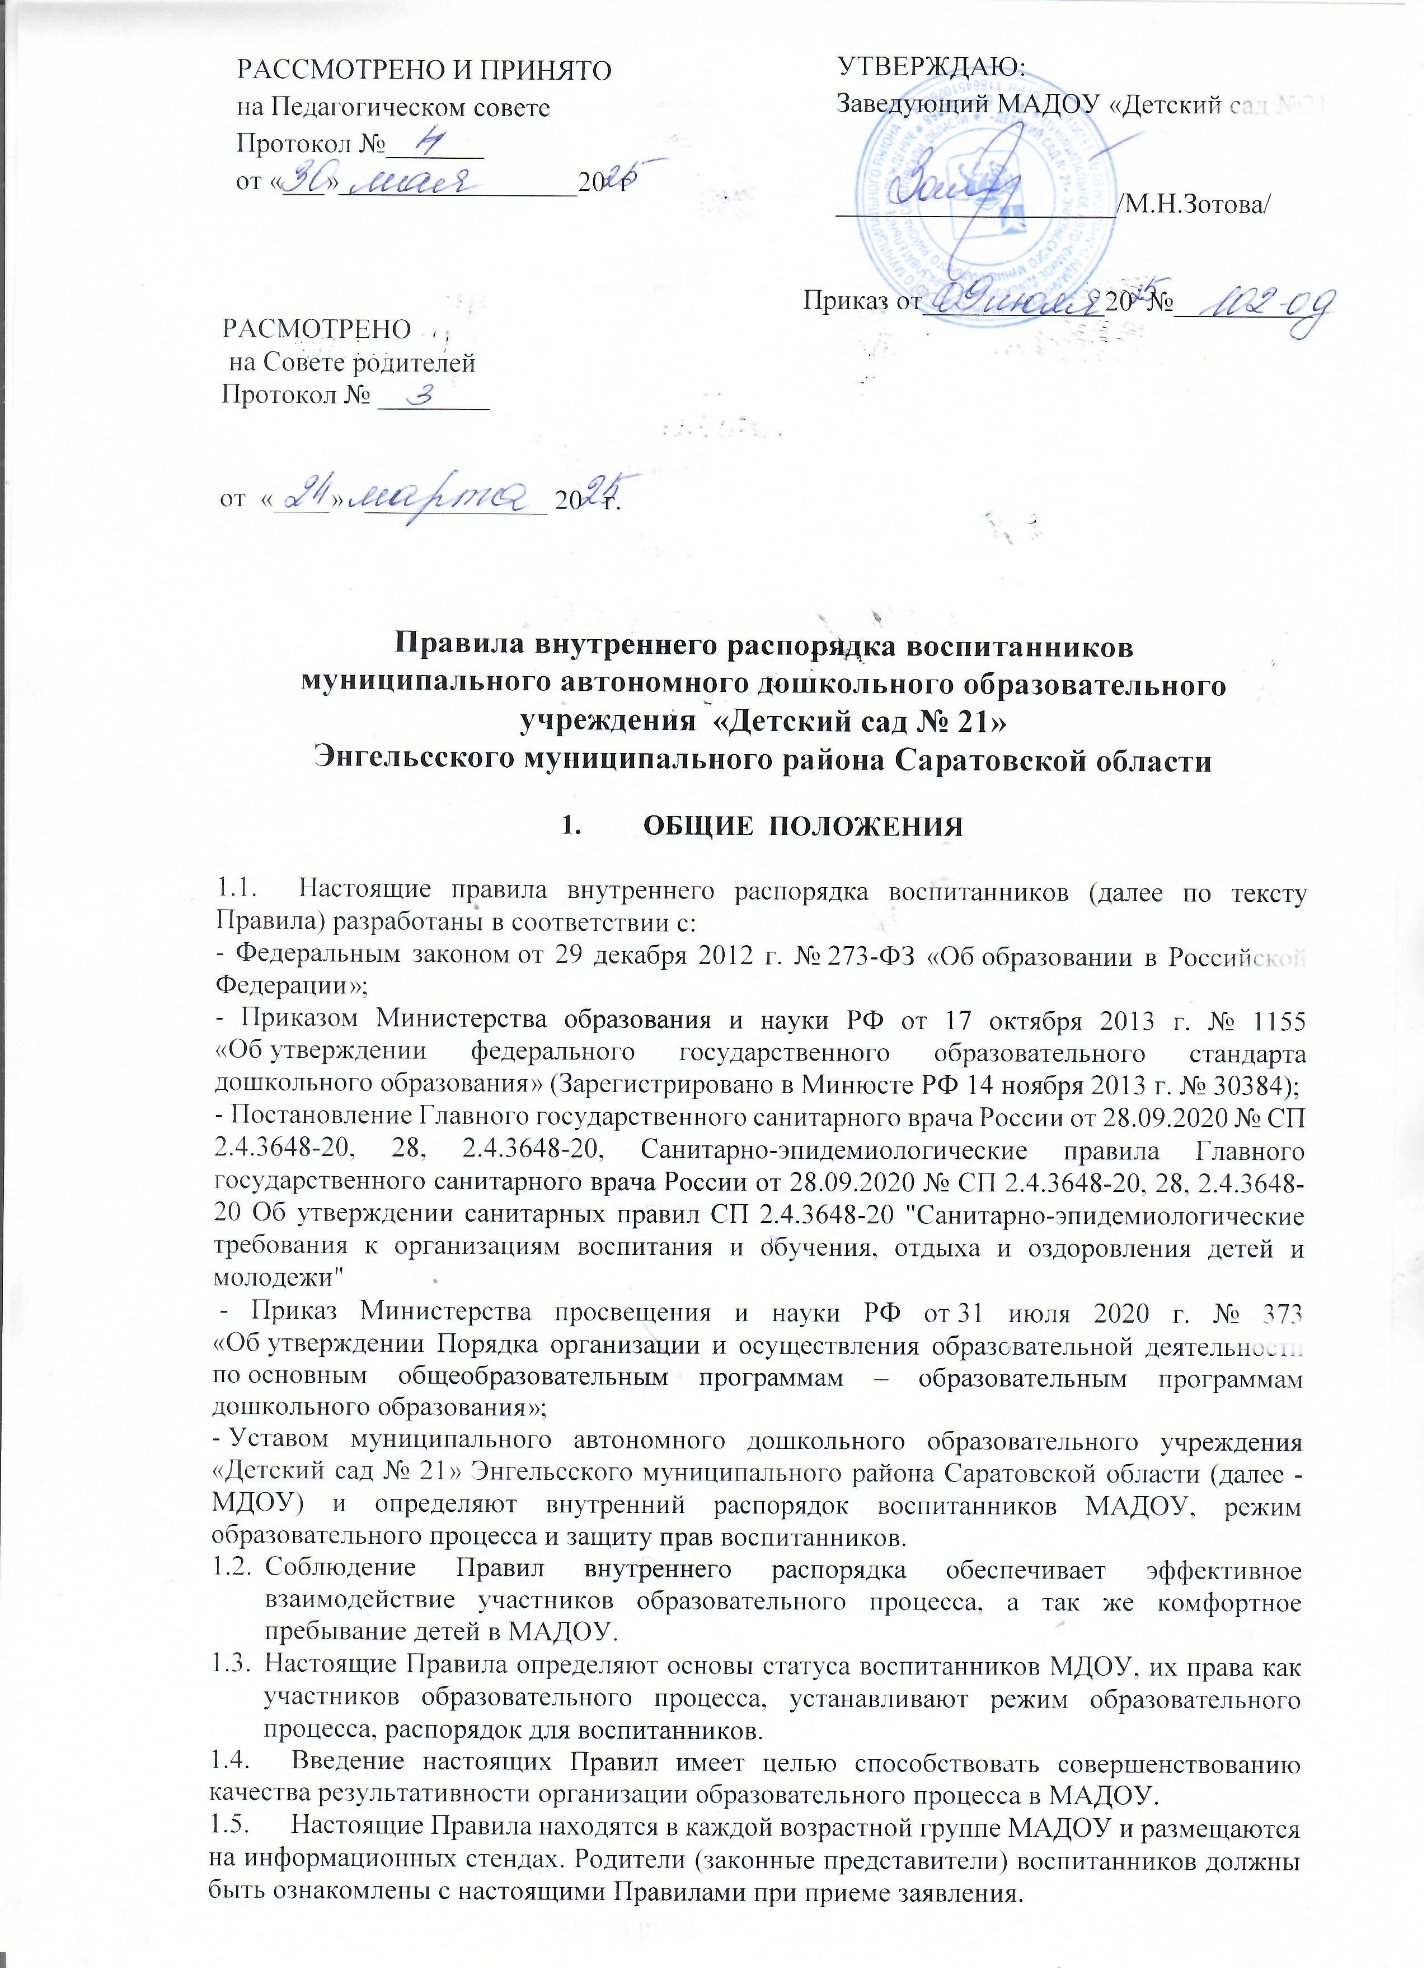 РАССМОТРЕНО И ПРИНЯТО
на Педагогическом совете
Протокол № 4
от «30» мая 2025 г
УТВЕРЖДАЮ:
Заведующий МАДОУ «Детский сад №21»
/М.Н.Зотова/
Приказ от 09 июля 2025 № 102-од
РАСМОТРЕНО
на Совете родителей
Протокол № 3
от «24» марта 2025 г.
Правила внутреннего распорядка воспитанников
муниципального автономного дошкольного образовательного
учреждения «Детский сад № 21»
Энгельсского муниципального района Саратовской области
1. ОБЩИЕ ПОЛОЖЕНИЯ
1.1. Настоящие правила внутреннего распорядка воспитанников (далее по тексту
Правила) разработаны в соответствии с:
- Федеральным законом от 29 декабря 2012 г. № 273-ФЗ «Об образовании в Российской
Федерации»;
- Приказом Министерства образования и науки РФ от 17 октября 2013 г. № 1155
«Об утверждении федерального государственного образовательного стандарта
дошкольного образования» (Зарегистрировано в Минюсте РФ 14 ноября 2013 г. № 30384);
- Постановление Главного государственного санитарного врача России от 28.09.2020 № СП
2.4.3648-20, 28, 2.4.3648-20, Санитарно-эпидемиологические правила Главного
государственного санитарного врача России от 28.09.2020 № СП 2.4.3648-20, 28, 2.4.3648-
20 Об утверждении санитарных правил СП 2.4.3648-20 "Санитарно-эпидемиологические
требования к организациям воспитания и обучения, отдыха и оздоровления детей и
молодежи"
- Приказ Министерства просвещения и науки РФ от 31 июля 2020 г. № 373
«Об утверждении Порядка организации и осуществления образовательной деятельности
по основным общеобразовательным программам – образовательным программам
дошкольного образования»;
- Уставом муниципального автономного дошкольного образовательного учреждения
«Детский сад № 21» Энгельсского муниципального района Саратовской области (далее -
МДОУ) и определяют внутренний распорядок воспитанников МАДОУ, режим
образовательного процесса и защиту прав воспитанников.
1.2. Соблюдение Правил внутреннего распорядка обеспечивает эффективное
взаимодействие участников образовательного процесса, а так же комфортное
пребывание детей в МАДОУ.
1.3. Настоящие Правила определяют основы статуса воспитанников МДОУ, их права как
участников образовательного процесса, устанавливают режим образовательного
процесса, распорядок для воспитанников.
1.4. Введение настоящих Правил имеет целью способствовать совершенствованию
качества результативности организации образовательного процесса в МАДОУ.
1.5. Настоящие Правила находятся в каждой возрастной группе МАДОУ и размещаются
на информационных стендах. Родители (законные представители) воспитанников должны
быть ознакомлены с настоящими Правилами при приеме заявления.